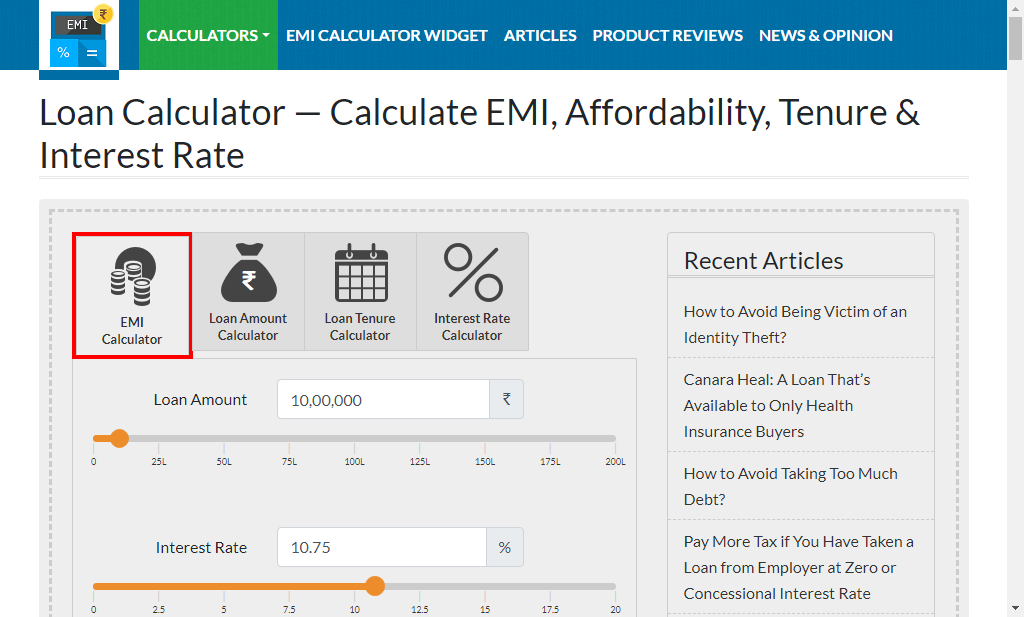 EMI ₹
% =
CALCULATORS EMI CALCULATOR WIDGET ARTICLES PRODUCT REVIEWS NEWS & OPINION
Loan Calculator — Calculate EMI, Affordability, Tenure &
Interest Rate
EMI
Calculator
₹
Loan Amount
Calculator
Loan Tenure
Calculator
Interest Rate
Calculator
Loan Amount 10,00,000 ₹
0 25L 50L 75L 100L 125L 150L 175L 200L
Interest Rate 10.75 %
0 2.5 5 7.5 10 12.5 15 17.5 20
Recent Articles
How to Avoid Being Victim of an
Identity Theft?
Canara Heal: A Loan That’s
Available to Only Health
Insurance Buyers
How to Avoid Taking Too Much
Debt?
Pay More Tax if You Have Taken a
Loan from Employer at Zero or
Concessional Interest Rate